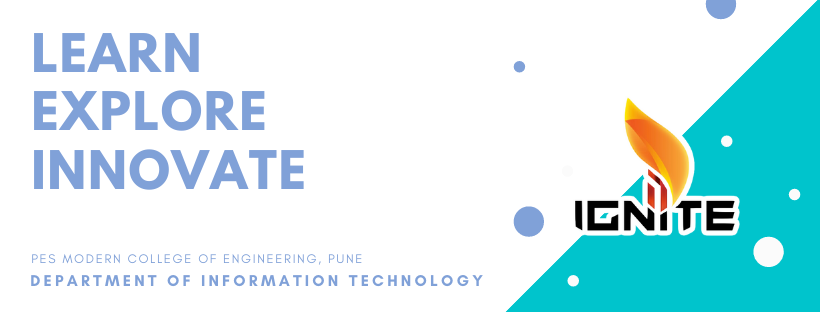 LEARN
EXPLORE
INNOVATE
PES MODERN COLLEGE OF ENGINEERING, PUNE
DEPARTMENT OF INFORMATION TECHNOLOGY
IGNITE